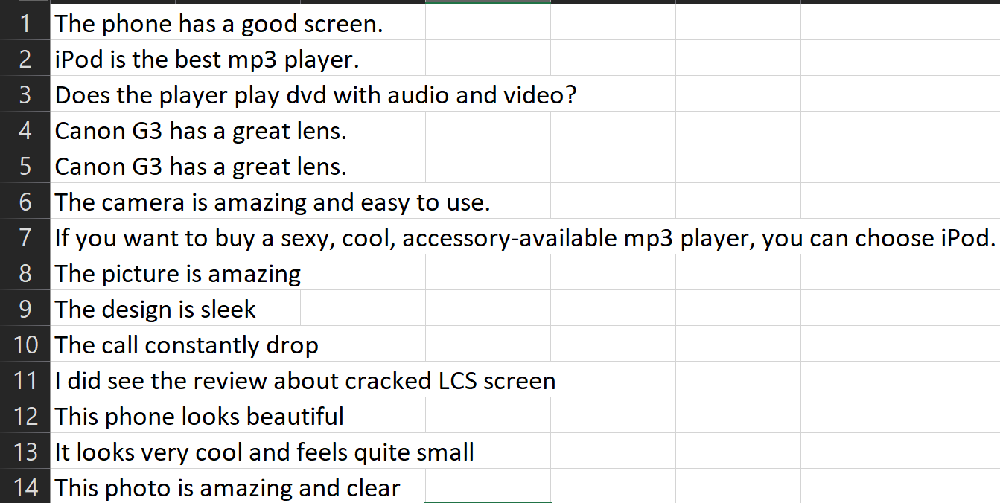 1 The phone has a good screen.
2 iPod is the best mp3 player.
3 Does the player play dvd with audio and video?
4 Canon G3 has a great lens.
5 Canon G3 has a great lens.
6 The camera is amazing and easy to use.
7 If you want to buy a sexy, cool, accessory-available mp3 player, you can choose iPod.
8 The picture is amazing
9 The design is sleek
10 The call constantly drop
11 I did see the review about cracked LCS screen
12 This phone looks beautiful
13 It looks very cool and feels quite small
14 This photo is amazing and clear